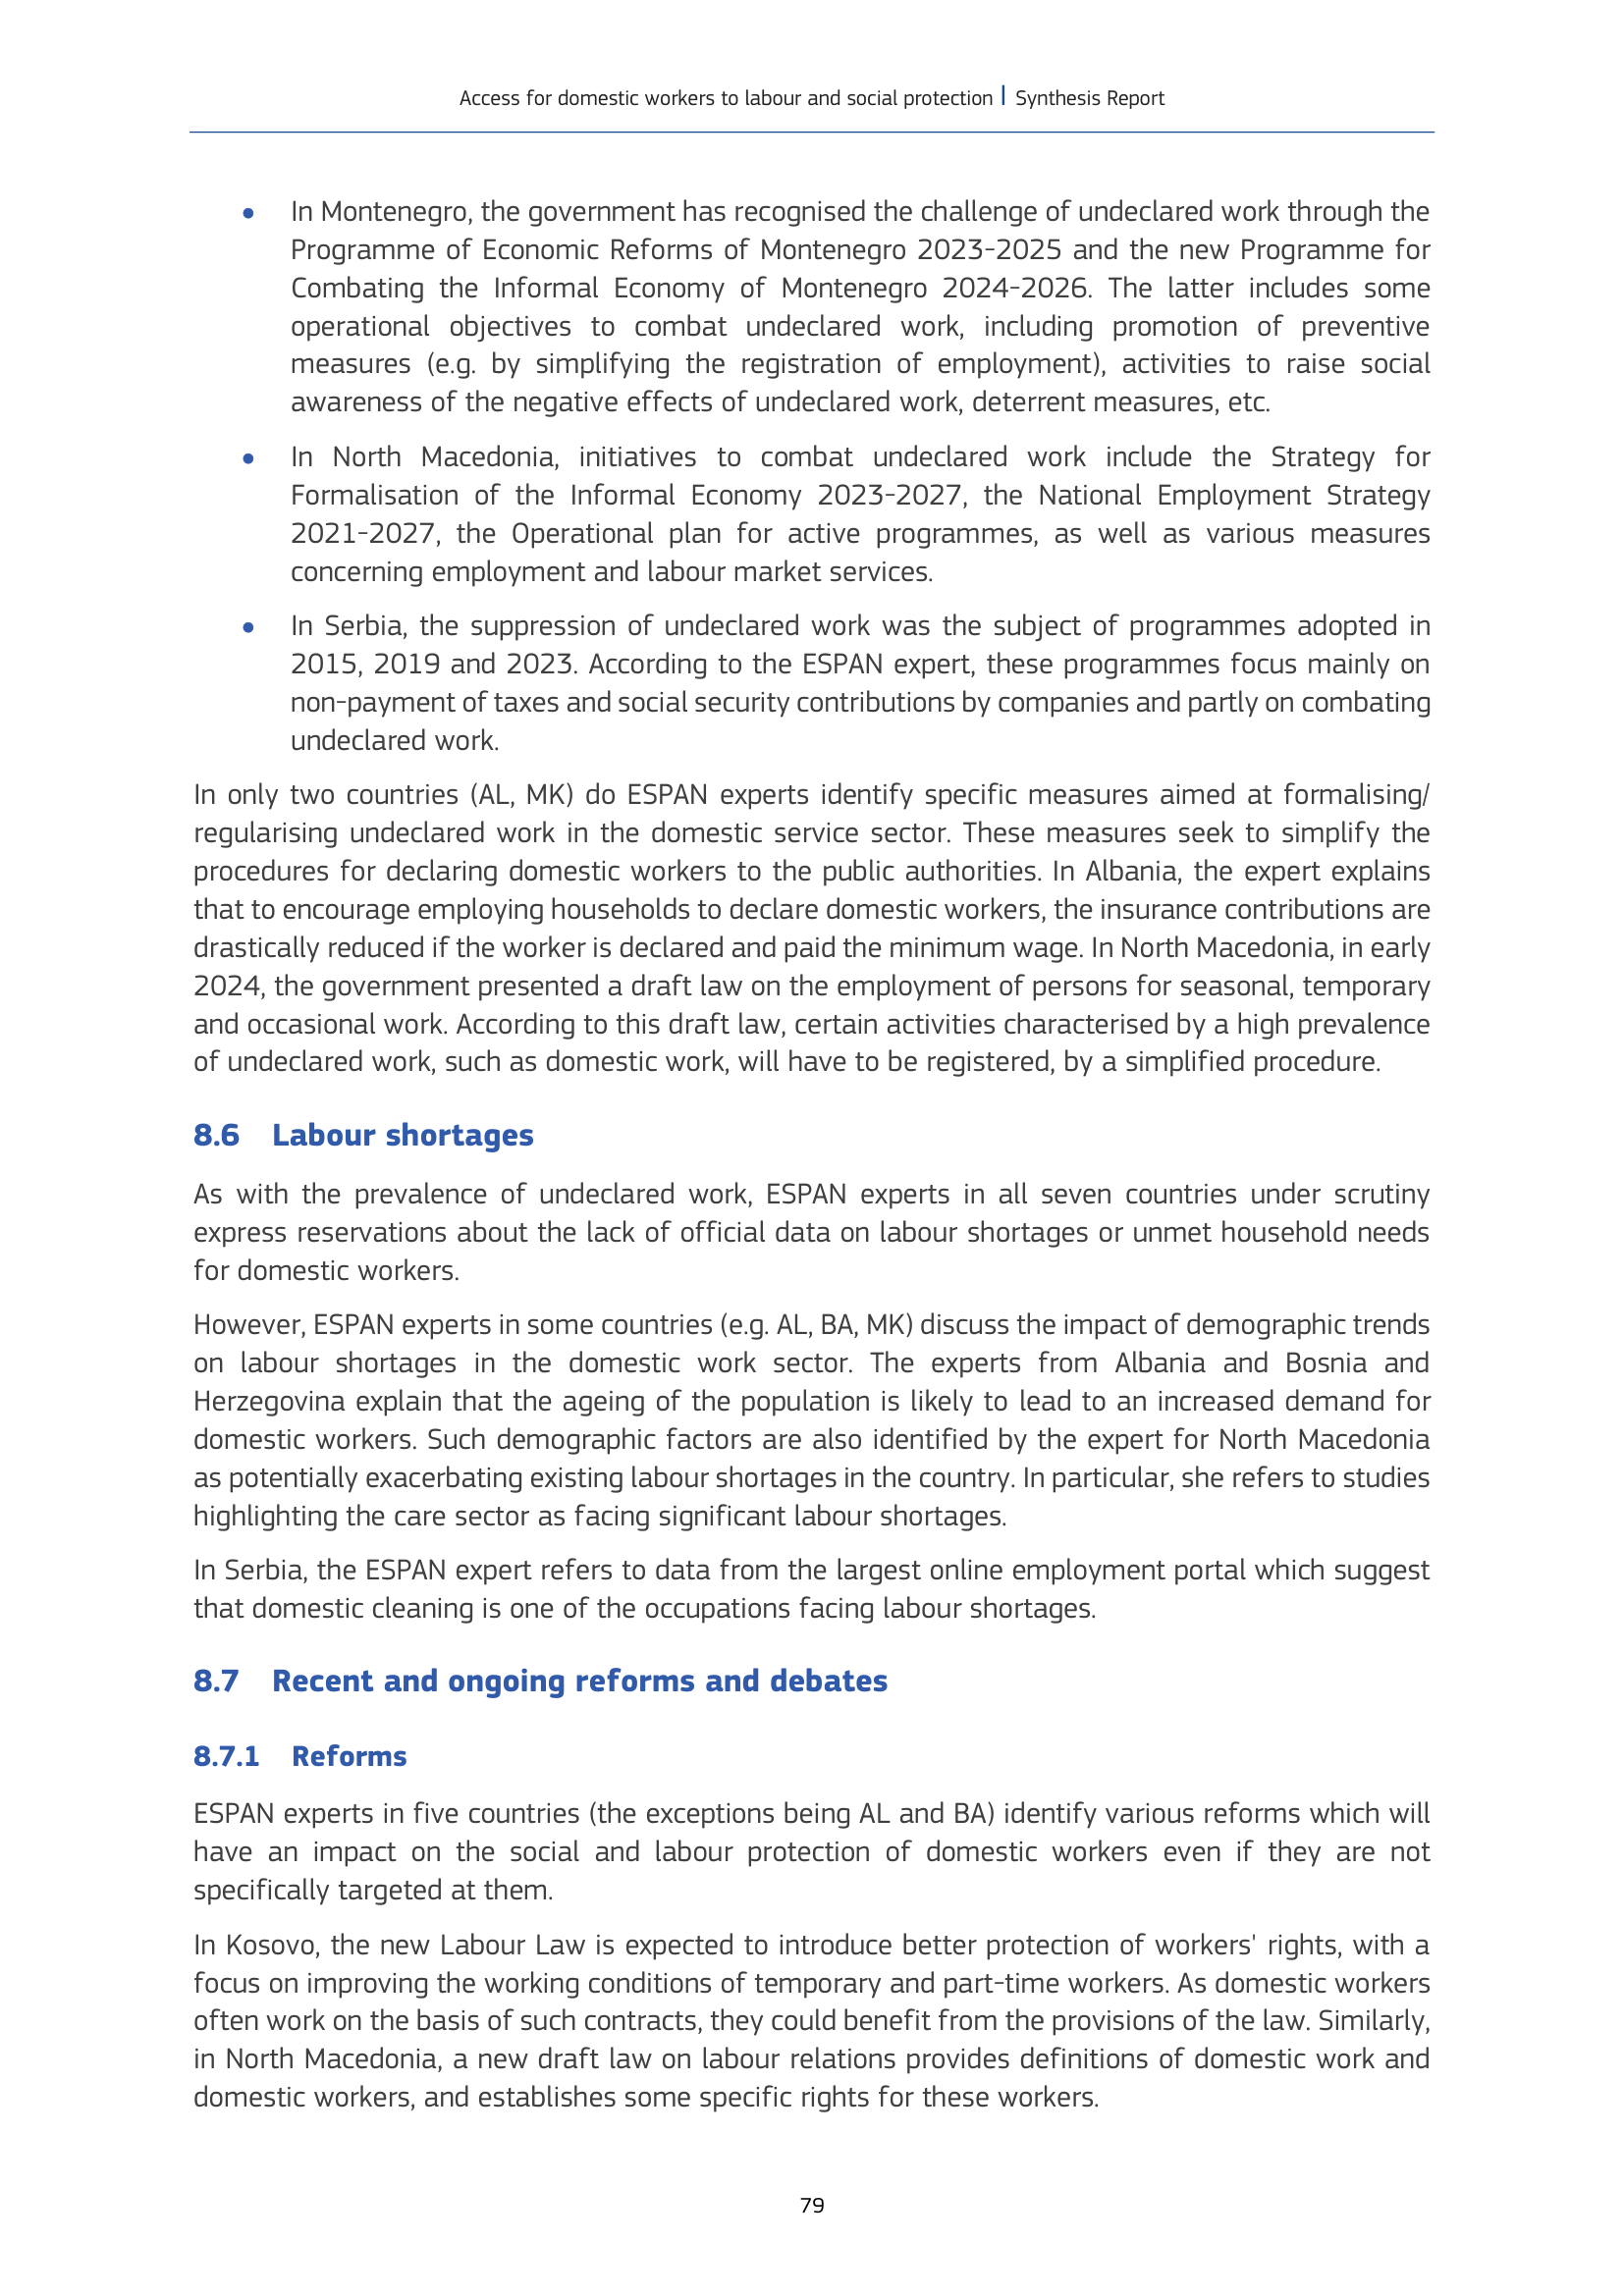 Access for domestic workers to labour and social protection | Synthesis Report
• In Montenegro, the government has recognised the challenge of undeclared work through the
Programme of Economic Reforms of Montenegro 2023-2025 and the new Programme for
Combating the Informal Economy of Montenegro 2024-2026. The latter includes some
operational objectives to combat undeclared work, including promotion of preventive
measures (e.g. by simplifying the registration of employment), activities to raise social
awareness of the negative effects of undeclared work, deterrent measures, etc.
• In North Macedonia, initiatives to combat undeclared work include the Strategy for
Formalisation of the Informal Economy 2023-2027, the National Employment Strategy
2021-2027, the Operational plan for active programmes, as well as various measures
concerning employment and labour market services.
• In Serbia, the suppression of undeclared work was the subject of programmes adopted in
2015, 2019 and 2023. According to the ESPAN expert, these programmes focus mainly on
non-payment of taxes and social security contributions by companies and partly on combating
undeclared work.
In only two countries (AL, MK) do ESPAN experts identify specific measures aimed at formalising/
regularising undeclared work in the domestic service sector. These measures seek to simplify the
procedures for declaring domestic workers to the public authorities. In Albania, the expert explains
that to encourage employing households to declare domestic workers, the insurance contributions are
drastically reduced if the worker is declared and paid the minimum wage. In North Macedonia, in early
2024, the government presented a draft law on the employment of persons for seasonal, temporary
and occasional work. According to this draft law, certain activities characterised by a high prevalence
of undeclared work, such as domestic work, will have to be registered, by a simplified procedure.
8.6 Labour shortages
As with the prevalence of undeclared work, ESPAN experts in all seven countries under scrutiny
express reservations about the lack of official data on labour shortages or unmet household needs
for domestic workers.
However, ESPAN experts in some countries (e.g. AL, BA, MK) discuss the impact of demographic trends
on labour shortages in the domestic work sector. The experts from Albania and Bosnia and
Herzegovina explain that the ageing of the population is likely to lead to an increased demand for
domestic workers. Such demographic factors are also identified by the expert for North Macedonia
as potentially exacerbating existing labour shortages in the country. In particular, she refers to studies
highlighting the care sector as facing significant labour shortages.
In Serbia, the ESPAN expert refers to data from the largest online employment portal which suggest
that domestic cleaning is one of the occupations facing labour shortages.
8.7 Recent and ongoing reforms and debates
8.7.1 Reforms
ESPAN experts in five countries (the exceptions being AL and BA) identify various reforms which will
have an impact on the social and labour protection of domestic workers even if they are not
specifically targeted at them.
In Kosovo, the new Labour Law is expected to introduce better protection of workers' rights, with a
focus on improving the working conditions of temporary and part-time workers. As domestic workers
often work on the basis of such contracts, they could benefit from the provisions of the law. Similarly,
in North Macedonia, a new draft law on labour relations provides definitions of domestic work and
domestic workers, and establishes some specific rights for these workers.
79